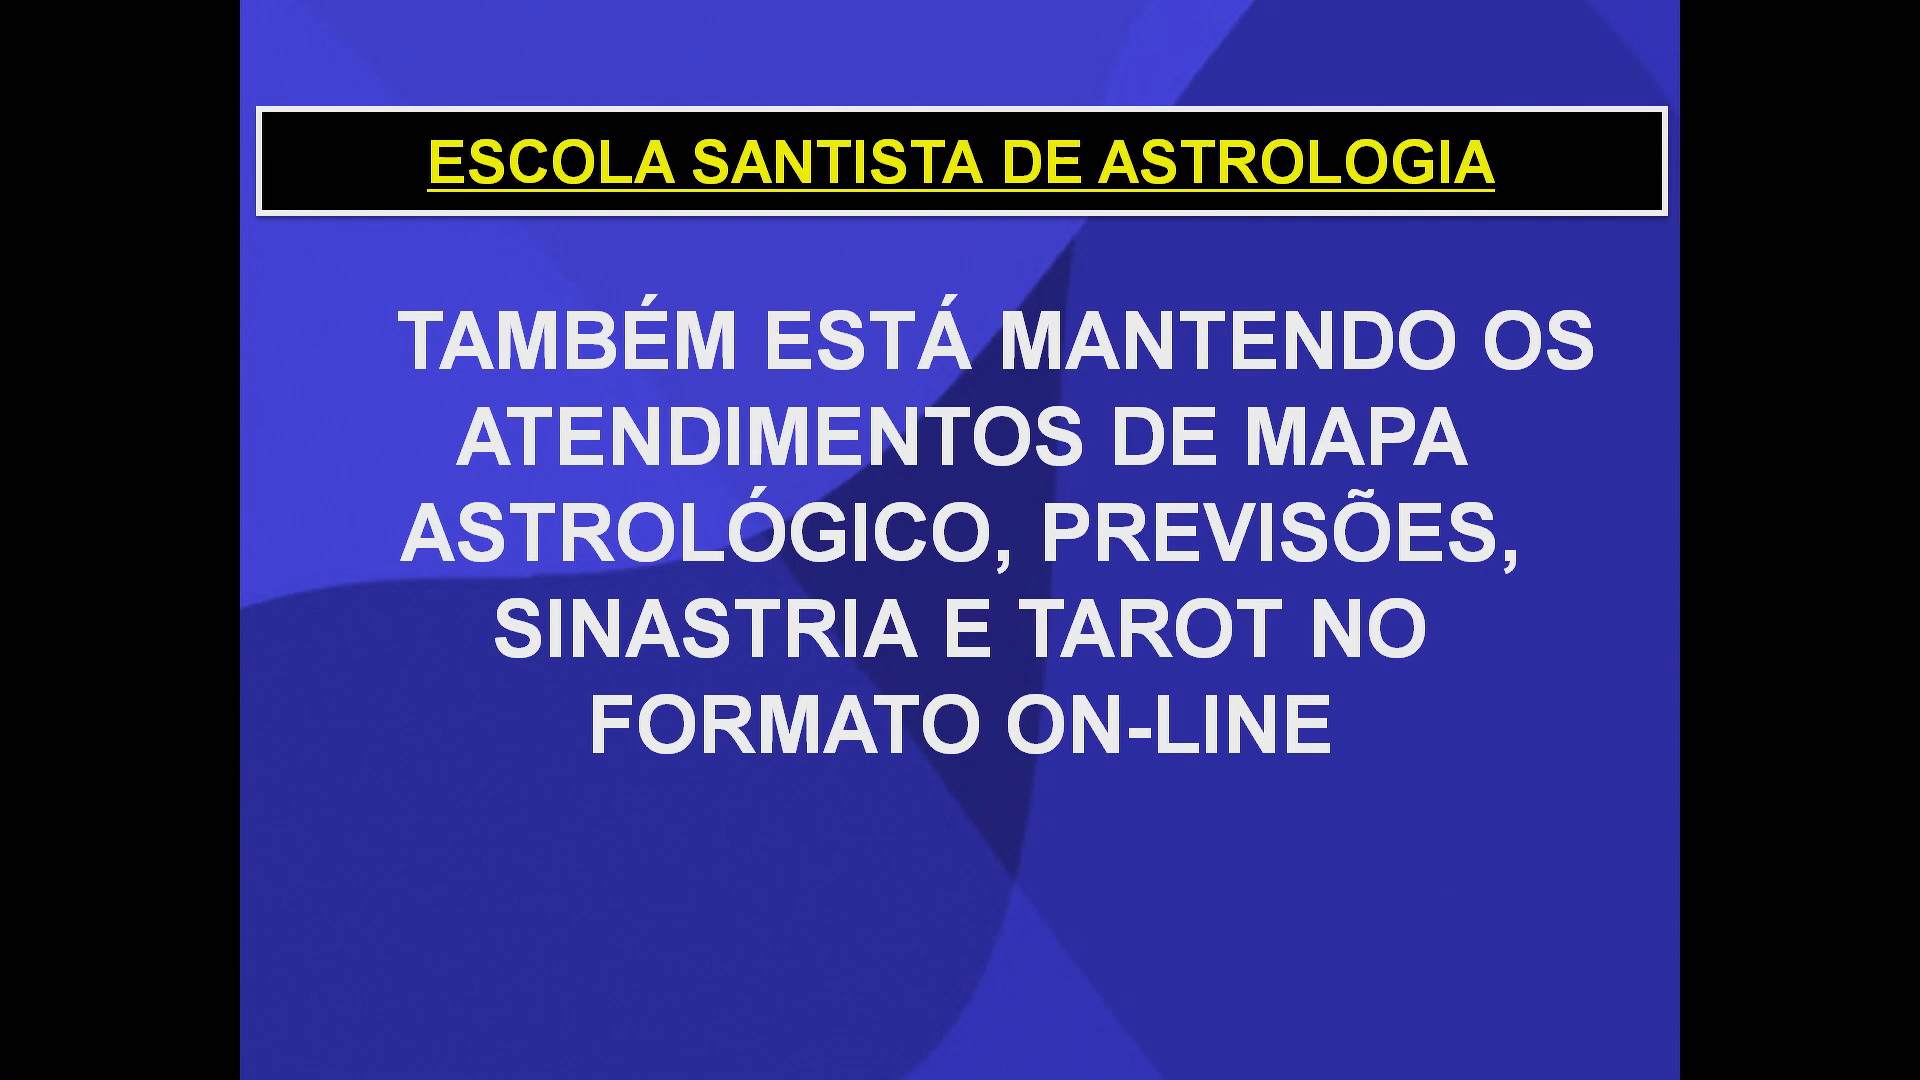 ESCOLA SANTISTA DE ASTROLOGIA
TAMBÉM ESTÁ MANTENDO OS
ATENDIMENTOS DE MAPA
ASTROLÓGICO, PREVISÕES,
SINASTRIA E TAROT NO
FORMATO ON-LINE